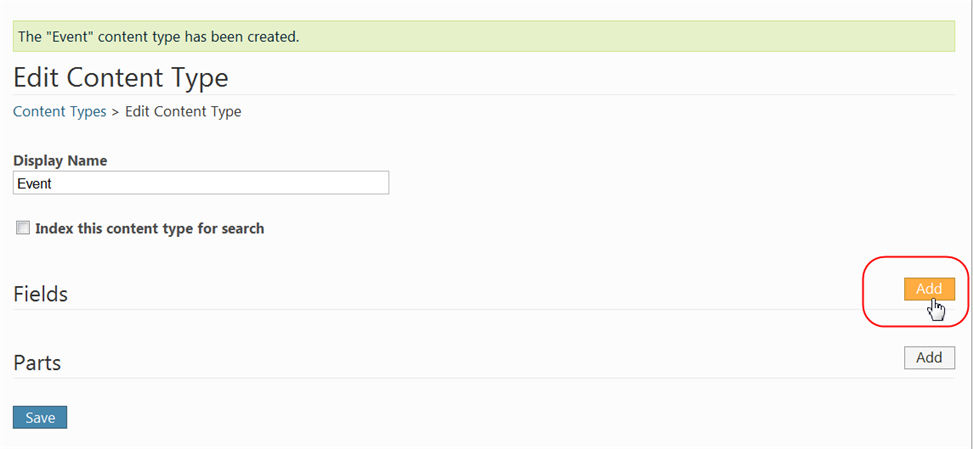 The "Event" content type has been created.
Edit Content Type
Content Types > Edit Content Type
Display Name
Event
Index this content type for search
Fields
Add
Parts
Add
Save